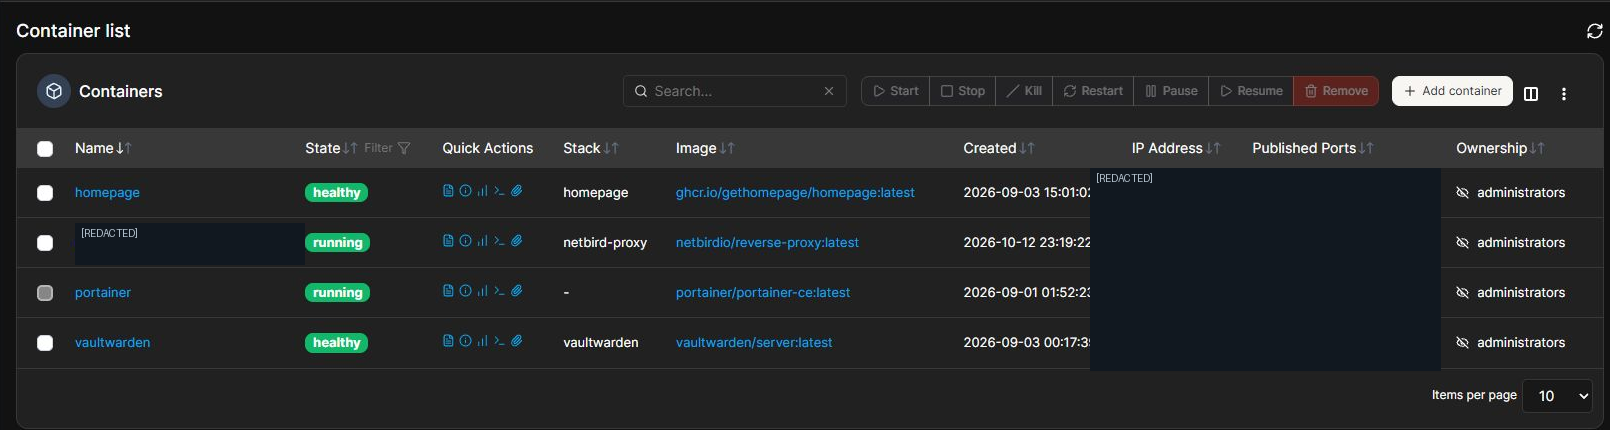 Container list
Containers
Search...
Start Stop Kill Restart Pause Resume Remove
Add container
Name State Filter Quick Actions Stack Image Created IP Address Published Ports Ownership
homepage healthy homepage ghcr.io/gethomepage/homepage:latest 2026-09-03 15:01:02 [REDACTED] administrators
[REDACTED] running netbird-proxy netbirdio/reverse-proxy:latest 2026-10-12 23:19:22 administrators
portainer running - portainer/portainer-ce:latest 2026-09-01 01:52:23 administrators
vaultwarden healthy vaultwarden vaultwarden/server:latest 2026-09-03 00:17:39 administrators
Items per page 10